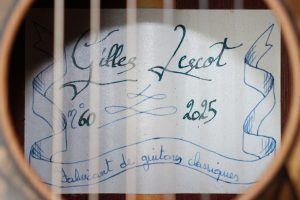 Gilles Lescot
n°60 2025
Fabricant de guitares classiques